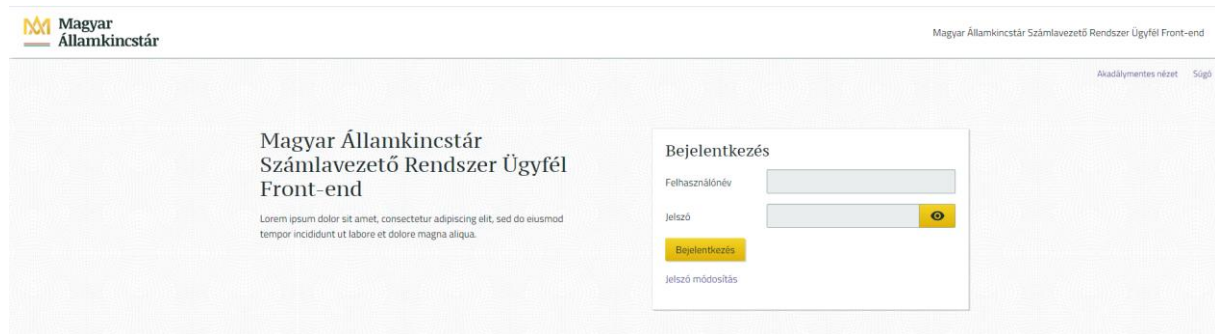 Magyar
Államkincstár
Magyar Államkincstár Számlavezető Rendszer Ügyfél Front-end
Akadálymentes nézet Súgó
Magyar Államkincstár
Számlavezető Rendszer Ügyfél
Front-end
Lorem ipsum dolor sit amet, consectetur adipiscing elit, sed do eiusmod
tempor incididunt ut labore et dolore magna aliqua.
Bejelentkezés
Felhasználónév
Jelszó
Bejelentkezés
Jelszó módosítás